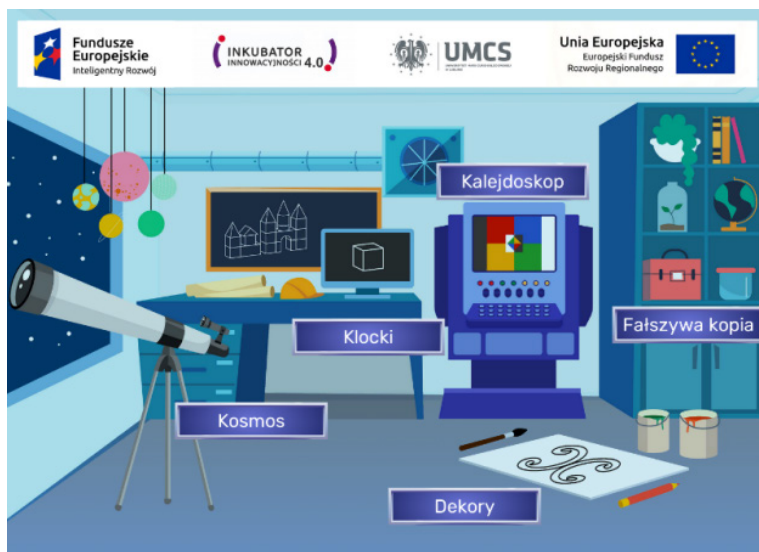 Fundusze
Europejskie
Inteligentny Rozwój
INKUBATOR
INNOWACYJNOŚCI 4.0
UMCS
Unia Europejska
Europejski Fundusz
Rozwoju Regionalnego
Kalejdoskop
Fałszywa kopia
Klocki
Kosmos
Dekory